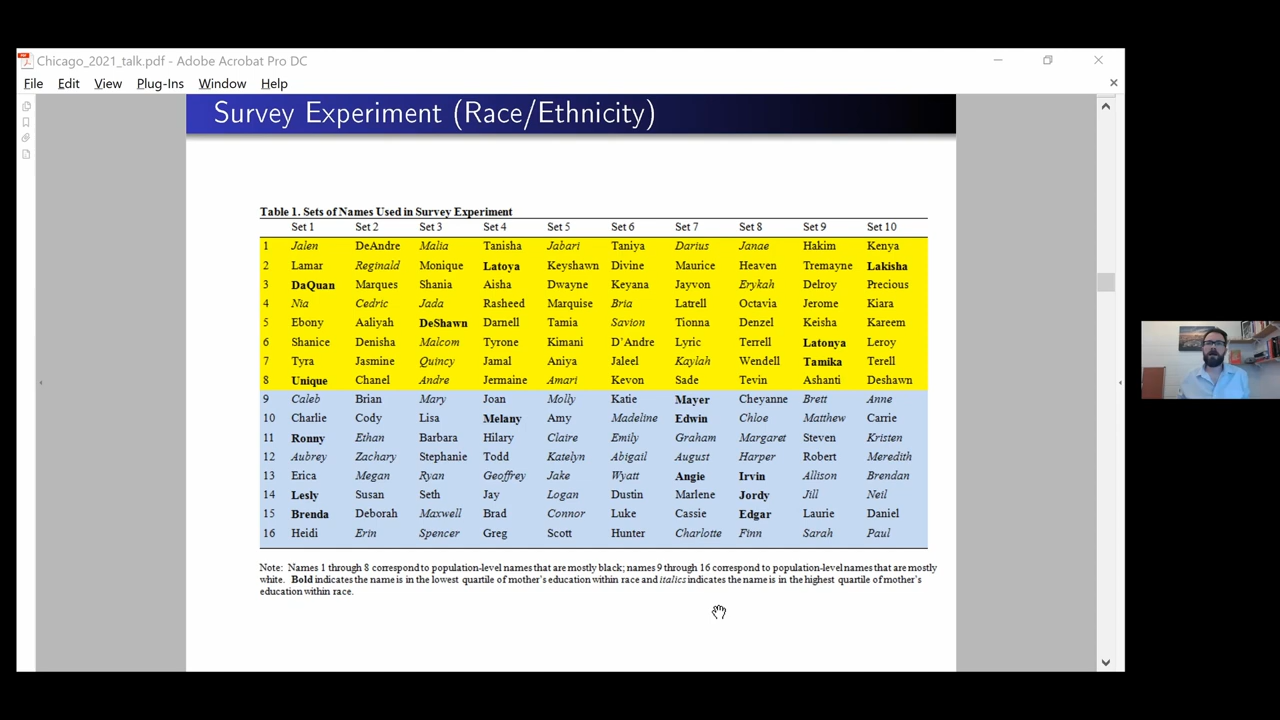 Chicago_2021_talk.pdf - Adobe Acrobat Pro DC
File Edit View Plug-Ins Window Help
Survey Experiment (Race/Ethnicity)
Table 1. Sets of Names Used in Survey Experiment
Set 1 Set 2 Set 3 Set 4 Set 5 Set 6 Set 7 Set 8 Set 9 Set 10
1 Jalen DeAndre Malia Tanisha Jabari Taniya Darius Janae Hakim Kenya
2 Lamar Reginald Monique Latoya Keyshawn Divine Maurice Heaven Tremayne Lakisha
3 DaQuan Marques Shania Aisha Dwayne Keyana Jayvon Erykah Delroy Precious
4 Nia Cedric Jada Rasheed Marquise Bria Latrell Octavia Jerome Kiara
5 Ebony Aaliyah DeShawn Darnell Tamia Savion Tionna Denzel Keisha Kareem
6 Shanice Denisha Malcom Tyrone Kimani D'Andre Lyric Terrell Latonya Leroy
7 Tyra Jasmine Quincy Jamal Aniya Jaleel Kaylah Wendell Tamika Terell
8 Unique Chanel Andre Jermaine Amari Kevon Sade Tevin Ashanti Deshawn
9 Caleb Brian Mary Joan Molly Katie Mayer Cheyanne Brett Anne
10 Charlie Cody Lisa Melany Amy Madeline Edwin Chloe Matthew Carrie
11 Ronny Ethan Barbara Hilary Claire Emily Graham Margaret Steven Kristen
12 Aubrey Zachary Stephanie Todd Katelyn Abigail August Harper Robert Meredith
13 Erica Megan Ryan Geoffrey Jake Wyatt Angie Irvin Allison Brendan
14 Lesly Susan Seth Jay Logan Dustin Marlene Jordy Jill Neil
15 Brenda Deborah Maxwell Brad Connor Luke Cassie Edgar Laurie Daniel
16 Heidi Erin Spencer Greg Scott Hunter Charlotte Finn Sarah Paul
Note: Names 1 through 8 correspond to population-level names that are mostly black; names 9 through 16 correspond to population-level names that are mostly
white. Bold indicates the name is in the lowest quartile of mother's education within race and italics indicates the name is in the highest quartile of mother's
education within race.